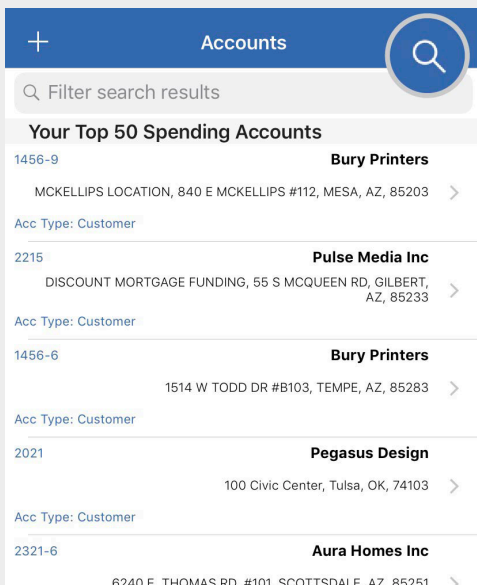 Accounts
Filter search results
Your Top 50 Spending Accounts
1456-9
Bury Printers
MCKELLIPS LOCATION, 840 E MCKELLIPS #112, MESA, AZ, 85203
Acc Type: Customer
2215
Pulse Media Inc
DISCOUNT MORTGAGE FUNDING, 55 S MCQUEEN RD, GILBERT,
AZ, 85233
Acc Type: Customer
1456-6
Bury Printers
1514 W TODD DR #B103, TEMPE, AZ, 85283
Acc Type: Customer
2021
Pegasus Design
100 Civic Center, Tulsa, OK, 74103
Acc Type: Customer
2321-6
Aura Homes Inc
6240 E. THOMAS RD. #101, SCOTTSDALE, AZ, 85251